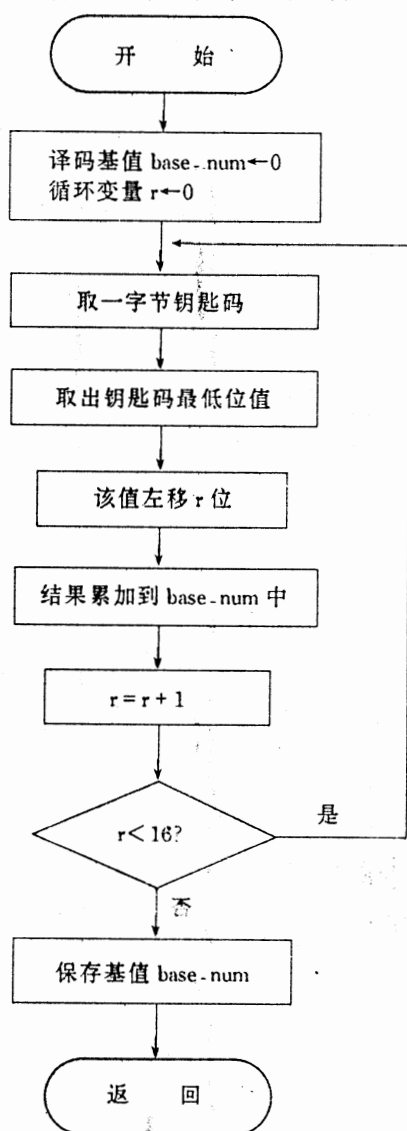 开 始
译码基值 base-num←0
循环变量 r←0
取一字节钥匙码
取出钥匙码最低位值
该值左移 r 位
结果累加到 base-num 中
r=r+1
r<16?
是
否
保存基值 base-num
返 回